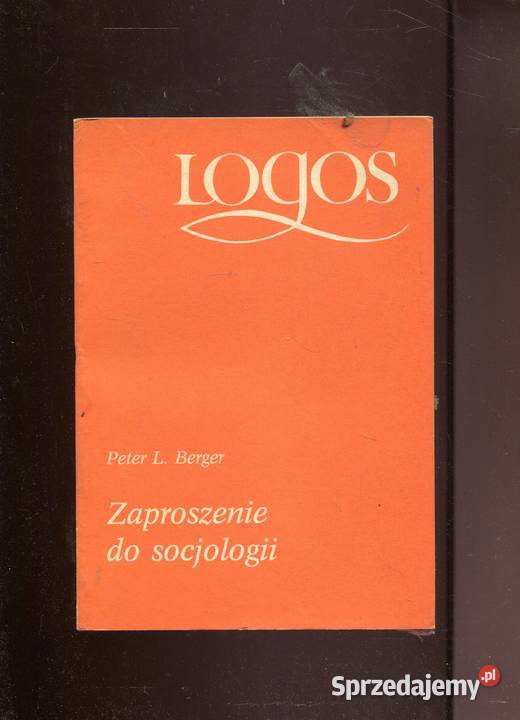 LOGOS
Peter L. Berger
Zaproszenie
do socjologii
Sprzedajemy.pl